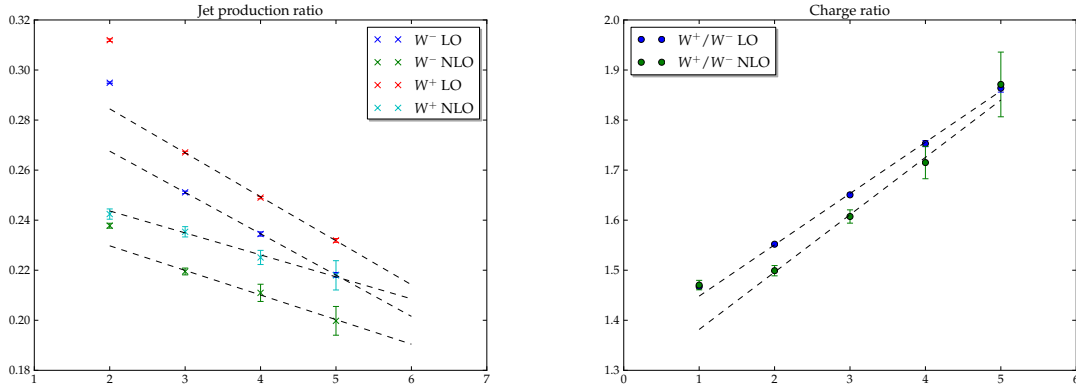 Jet production ratio
0.32
0.30
0.28
0.26
0.24
0.22
0.20
0.18
1 2 3 4 5 6 7
W⁻ LO
W⁻ NLO
W⁺ LO
W⁺ NLO
Charge ratio
2.0
1.9
1.8
1.7
1.6
1.5
1.4
1.3
0 1 2 3 4 5 6
W⁺/W⁻ LO
W⁺/W⁻ NLO